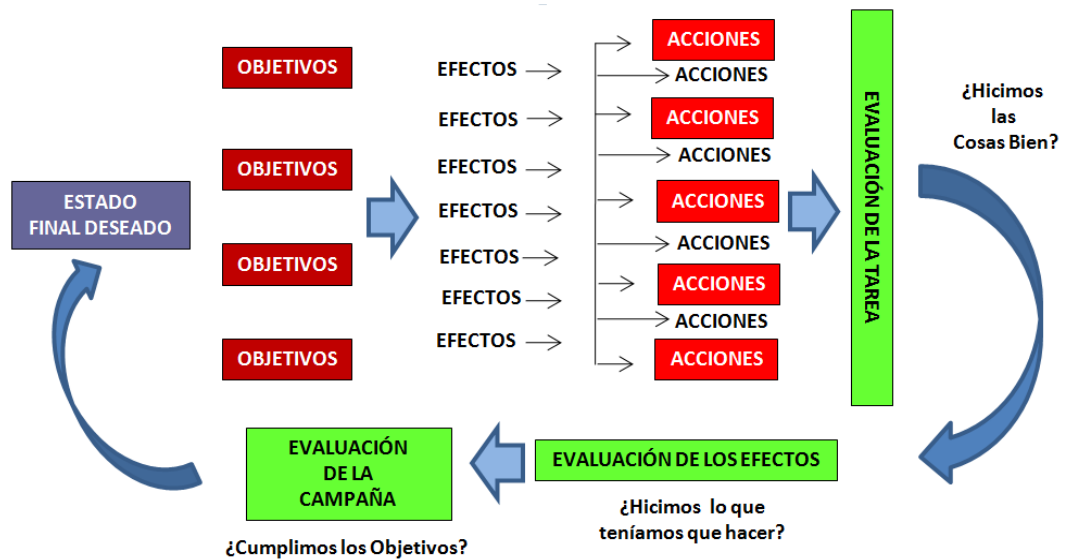 ESTADO
FINAL DESEADO
OBJETIVOS
OBJETIVOS
OBJETIVOS
OBJETIVOS
EFECTOS
EFECTOS
EFECTOS
EFECTOS
EFECTOS
EFECTOS
EFECTOS
ACCIONES
ACCIONES
ACCIONES
ACCIONES
ACCIONES
ACCIONES
ACCIONES
ACCIONES
ACCIONES
EVALUACIÓN DE LA TAREA
¿Hicimos
las
Cosas Bien?
EVALUACIÓN DE LOS EFECTOS
¿Hicimos lo que
teníamos que hacer?
EVALUACIÓN
DE LA
CAMPAÑA
¿Cumplimos los Objetivos?